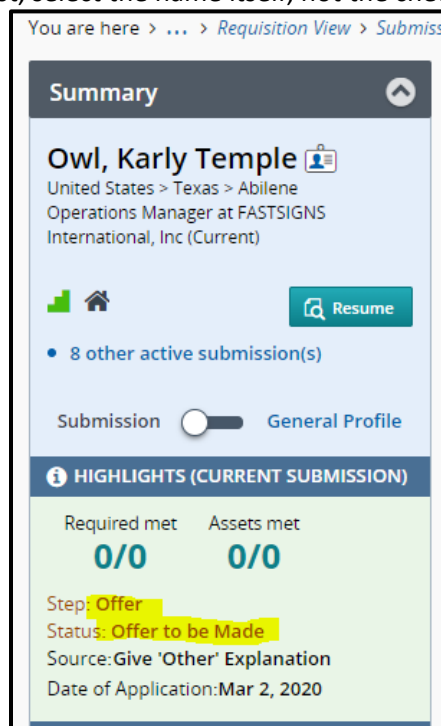 You are here > ... > Requisition View > Submiss
Summary
Owl, Karly Temple
United States > Texas > Abilene
Operations Manager at FASTSIGNS
International, Inc (Current)
Resume
• 8 other active submission(s)
Submission General Profile
HIGHLIGHTS (CURRENT SUBMISSION)
Required met Assets met
0/0 0/0
Step: Offer
Status: Offer to be Made
Source:Give 'Other' Explanation
Date of Application:Mar 2, 2020